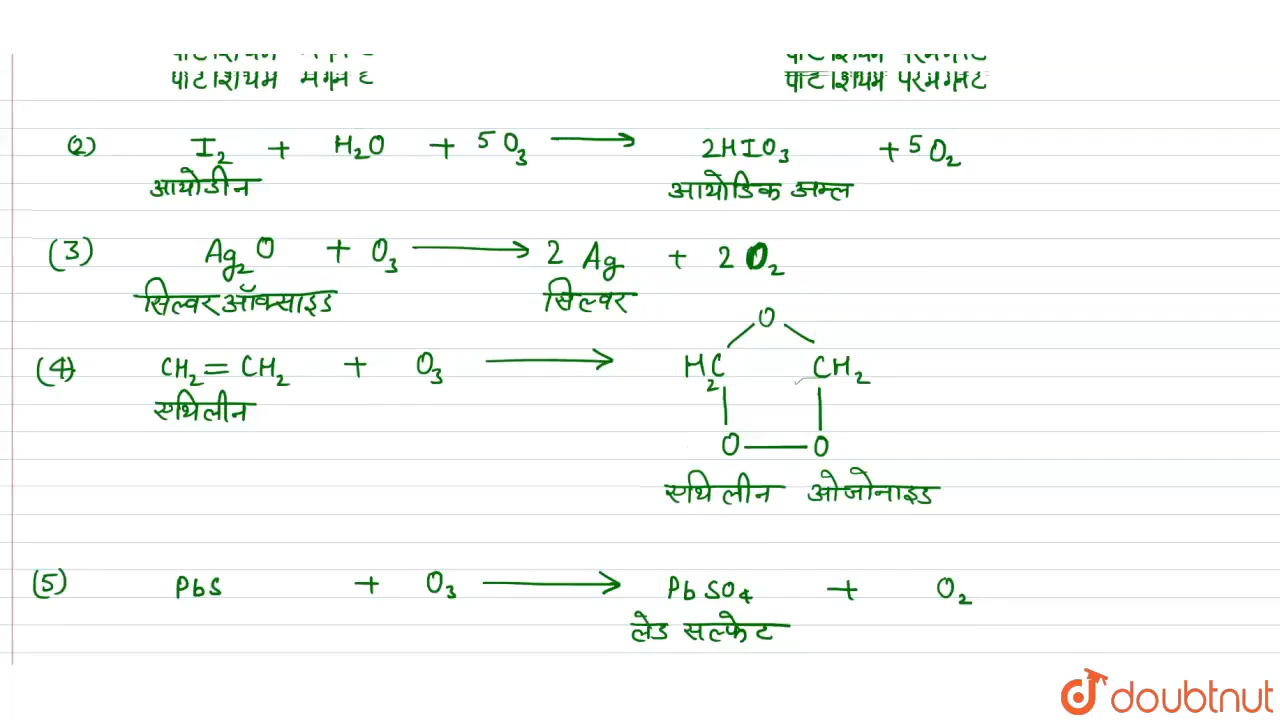 पोटेशियम मैगनेट पोटेशियम परमैगनेट
(2) I₂ + H₂O + 5O₃ ⟶ 2HIO₃ + 5O₂
आयोडीन आयोडिक अम्ल
(3) Ag₂O + O₃ ⟶ 2 Ag + 2O₂
सिल्वर ऑक्साइड सिल्वर
O
(4) CH₂=CH₂ + O₃ ⟶ H₂C CH₂
एथिलीन
O—O
एथिलीन ओजोनाइड
(5) PbS + O₃ ⟶ PbSO₄ + O₂
लेड सल्फेट
doubtnut